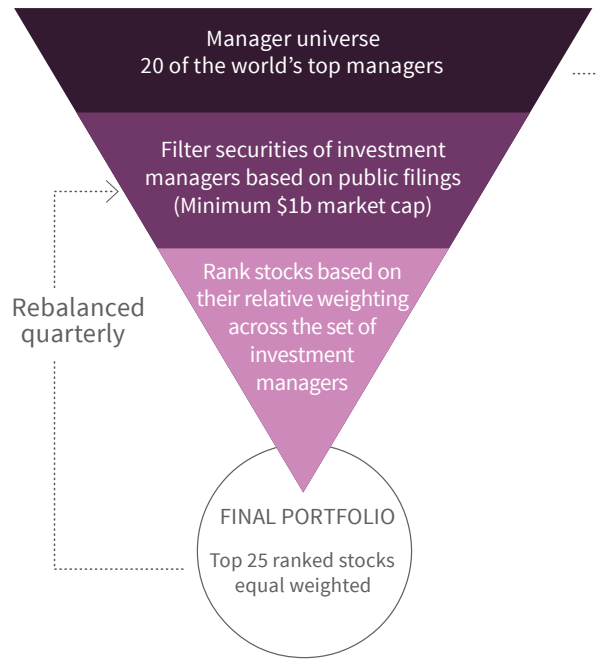 Manager universe
20 of the world's top managers
Filter securities of investment
managers based on public filings
(Minimum $1b market cap)
Rank stocks based on
their relative weighting
across the set of
investment
managers
Rebalanced
quarterly
FINAL PORTFOLIO
Top 25 ranked stocks
equal weighted